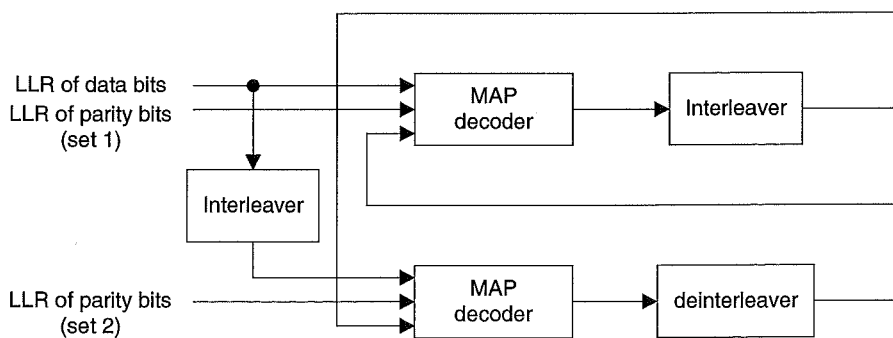 LLR of data bits
LLR of parity bits
(set 1)
MAP
decoder
Interleaver
Interleaver
LLR of parity bits
(set 2)
MAP
decoder
deinterleaver